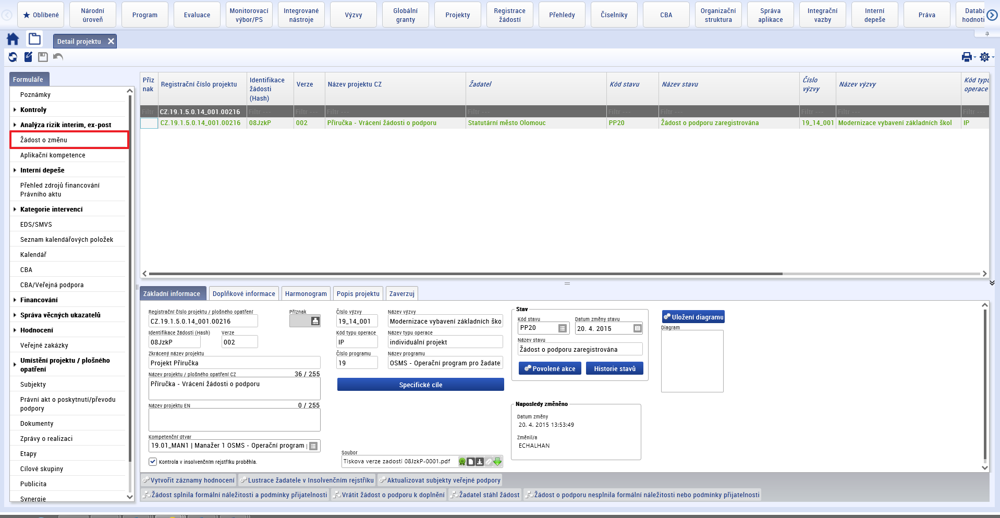 ★ Oblíbené
Národní
úroveň
Program
Evaluace
Monitorovací
výbor/PS
Integrované
nástroje
Výzvy
Globální
granty
Projekty
Registrace
žádostí
Přehledy
Číselníky
CBA
Organizační
struktura
Správa
aplikace
Integrační
vazby
Interní
depeše
Práva
Detail projektu
Formuláře
Poznámky
Kontroly
Analýza rizik interim, ex-post
Žádost o změnu
Aplikační kompetence
Interní depeše
Přehled zdrojů financování
Právního aktu
Kategorie intervencí
EDS/SMVS
Seznam kalendářových položek
Kalendář
CBA
CBA/Veřejná podpora
Financování
Správa věcných ukazatelů
Hodnocení
Veřejné zakázky
Umístění projektu / plošného
opatření
Subjekty
Právní akt o poskytnutí/převodu
podpory
Dokumenty
Zprávy o realizaci
Etapy
Cílové skupiny
Publicita
Synergie
Příz
nak
Registrační číslo projektu
Identifikace
žádosti
(Hash)
Verze
Název projektu CZ
Žadatel
Kód stavu
Název stavu
Číslo
výzvy
Název výzvy
Kód typu
operace
Filtr CZ.19.1.5.0.14_001.00216 Filtr --- Filtr --- Filtr --- Filtr --- Filtr --- Filtr --- Filtr --- Filtr --- Filtr ---
CZ.19.1.5.0.14_001.00216 08JzkP 002 Příručka - Vrácení žádosti o podporu Statutární město Olomouc PP20 Žádost o podporu zaregistrována 19_14_001 Modernizace vybavení základních škol IP
Základní informace
Doplňkové informace
Harmonogram
Popis projektu
Zaverzuj
Registrační číslo projektu / plošného opatření
CZ.19.1.5.0.14_001.00216
Příznak
Identifikace žádosti (Hash)
08JzkP
Verze
002
Zkrácený název projektu
Projekt Příručka
Název projektu / plošného opatření CZ 36 / 255
Příručka - Vrácení žádosti o podporu
Název projektu EN 0 / 255
Kompetenční útvar
19.01_MAN1 | Manažer 1 OSMS - Operační program
Kontrola v insolvenčním rejstříku proběhla.
Číslo výzvy
19_14_001
Název výzvy
Modernizace vybavení základních ško
Kód typu operace
IP
Název typu operace
individuální projekt
Číslo programu
19
Název programu
OSMS - Operační program pro žadate
Specifické cíle
Soubor
Tiskova verze zadosti 08JzkP-0001.pdf
Stav
Kód stavu
PP20
Datum změny stavu
20. 4. 2015
Název stavu
Žádost o podporu zaregistrována
Povolené akce
Historie stavů
Naposledy změněno
Datum změny
20. 4. 2015 13:53:49
Změnil/a
ECHALHAN
Uložení diagramu
Diagram
Vytvořit záznamy hodnocení
Lustrace žadatele v Insolvenčním rejstříku
Aktualizovat subjekty veřejné podpory
Žádost splnila formální náležitosti a podmínky přijatelnosti
Vrátit žádost o podporu k doplnění
Žadatel stáhl žádost
Žádost o podporu nesplnila formální náležitosti nebo podmínky přijatelnosti